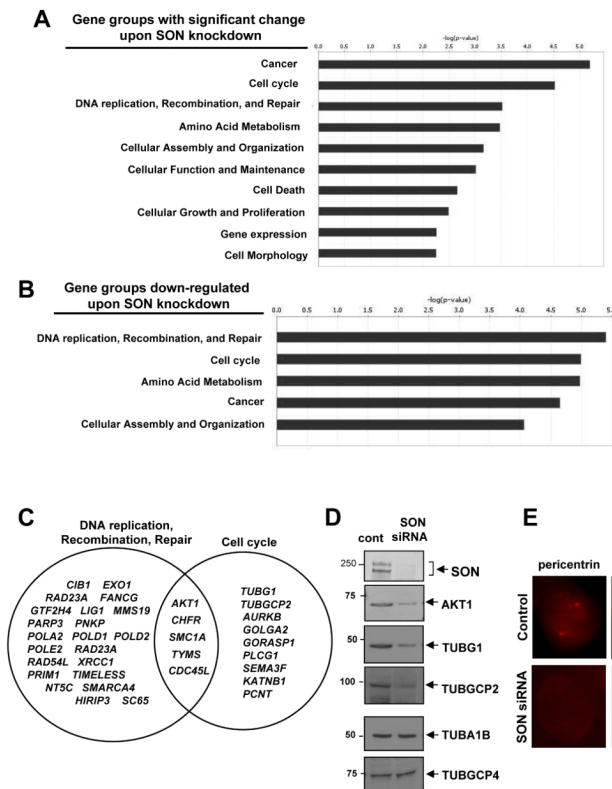 A
Gene groups with significant change
upon SON knockdown
-log(p-value)
0.0 0.5 1.0 1.5 2.0 2.5 3.0 3.5 4.0 4.5 5.0
Cancer
Cell cycle
DNA replication, Recombination, and Repair
Amino Acid Metabolism
Cellular Assembly and Organization
Cellular Function and Maintenance
Cell Death
Cellular Growth and Proliferation
Gene expression
Cell Morphology
B
Gene groups down-regulated
upon SON knockdown
-log(p-value)
0.0 0.5 1.0 1.5 2.0 2.5 3.0 3.5 4.0 4.5 5.0
DNA replication, Recombination, and Repair
Cell cycle
Amino Acid Metabolism
Cancer
Cellular Assembly and Organization
C
DNA replication,
Recombination, Repair
Cell cycle
CIB1 EXO1
RAD23A FANCG
GTF2H4 LIG1 MMS19
PARP3 PNKP
POLA2 POLD1 POLD2
POLE2 RAD23A
RAD54L XRCC1
PRIM1 TIMELESS
NT5C SMARCA4
HIRIP3 SC65
AKT1
CHFR
SMC1A
TYMS
CDC45L
TUBG1
TUBGCP2
AURKB
GOLGA2
GORASP1
PLCG1
SEMA3F
KATNB1
PCNT
D
cont
SON
siRNA
250
SON
75
AKT1
50
TUBG1
100
TUBGCP2
50
TUBA1B
75
TUBGCP4
E
pericentrin
Control
SON siRNA